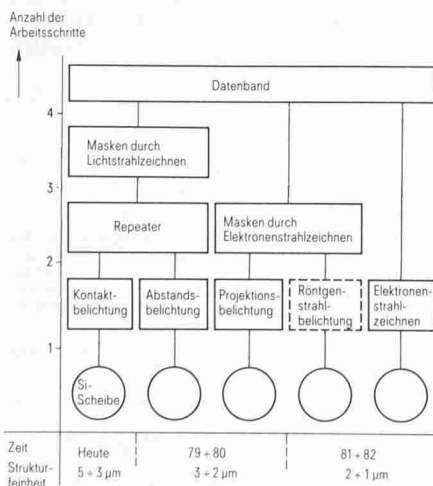 Anzahl der
Arbeitsschritte
Datenband
4
Masken durch
Lichtstrahlzeichnen
3
Repeater
Masken durch
Elektronenstrahlzeichnen
2
Kontakt-
belichtung
Abstands-
belichtung
Projektions-
belichtung
Röntgen-
strahl-
belichtung
Elektronen-
strahl-
zeichnen
1
Si-
Scheibe
Zeit Heute 79 ÷ 80 81 ÷ 82
Struktur- 5 ÷ 3 µm 3 ÷ 2 µm 2 ÷ 1 µm
feinheit